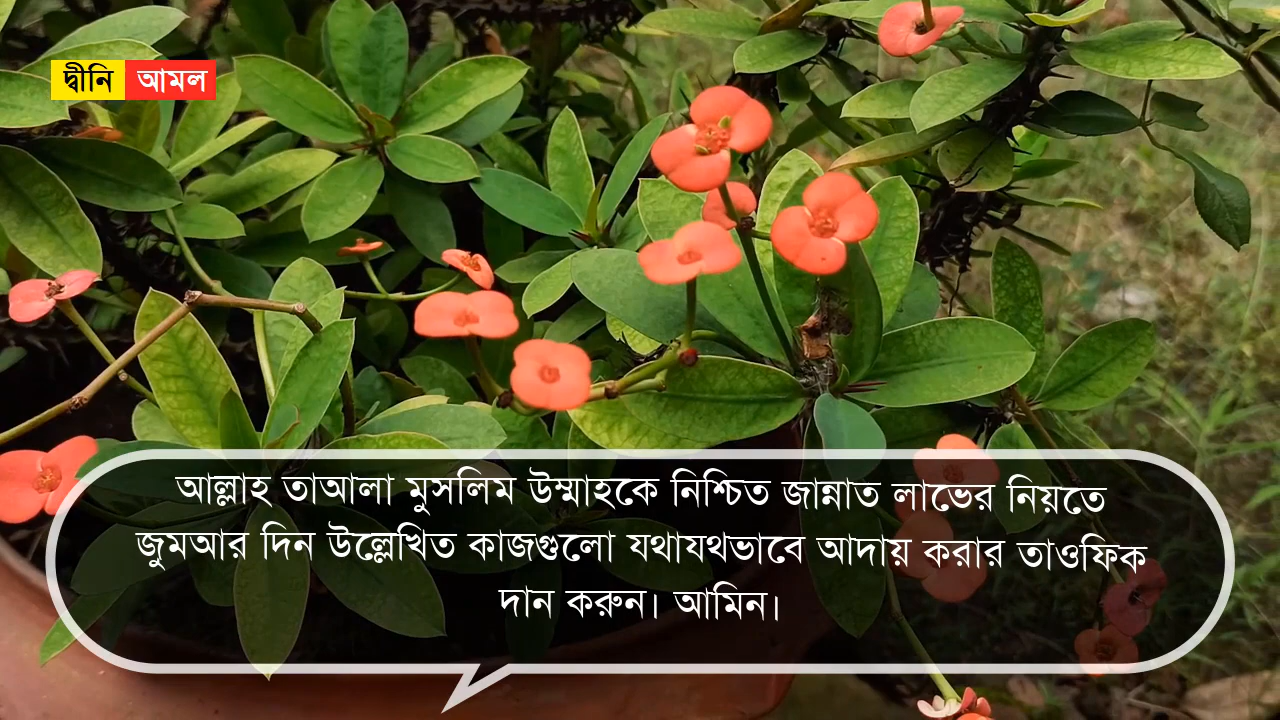 দ্বীনি আমল
আল্লাহ তাআলা মুসলিম উম্মাহকে নিশ্চিত জান্নাত লাভের নিয়তে
জুমআর দিন উল্লেখিত কাজগুলো যথাযথভাবে আদায় করার তাওফিক
দান করুন। আমিন।